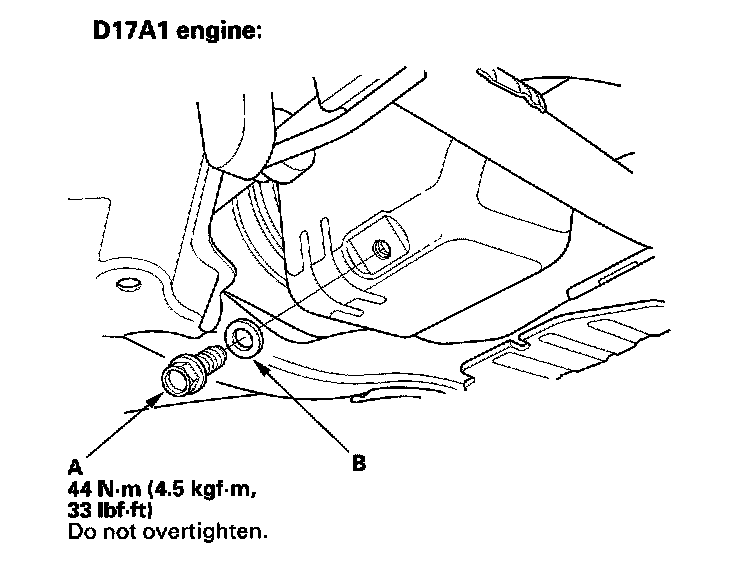 D17A1 engine:
A
B
44 N·m (4.5 kgf·m,
33 lbf·ft)
Do not overtighten.